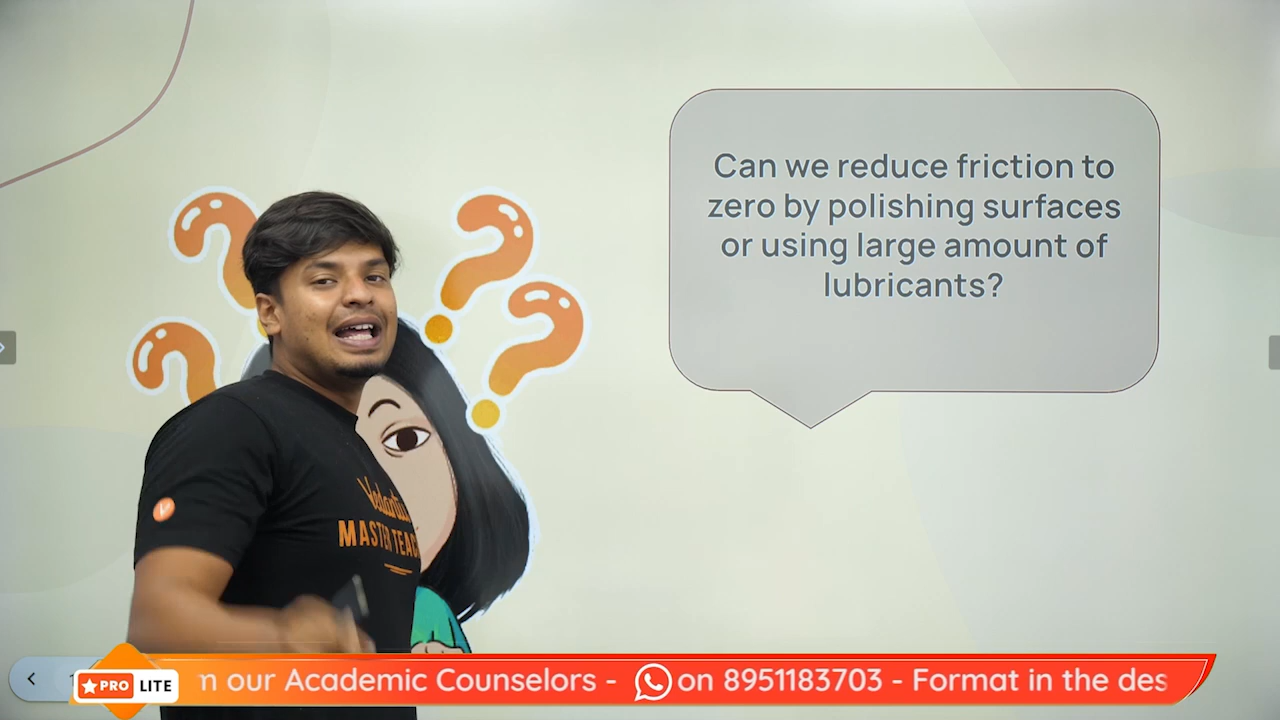 Can we reduce friction to
zero by polishing surfaces
or using large amount of
lubricants?
Vedantu
MASTER TEAC
PRO LITE
m our Academic Counselors - on 8951183703 - Format in the des